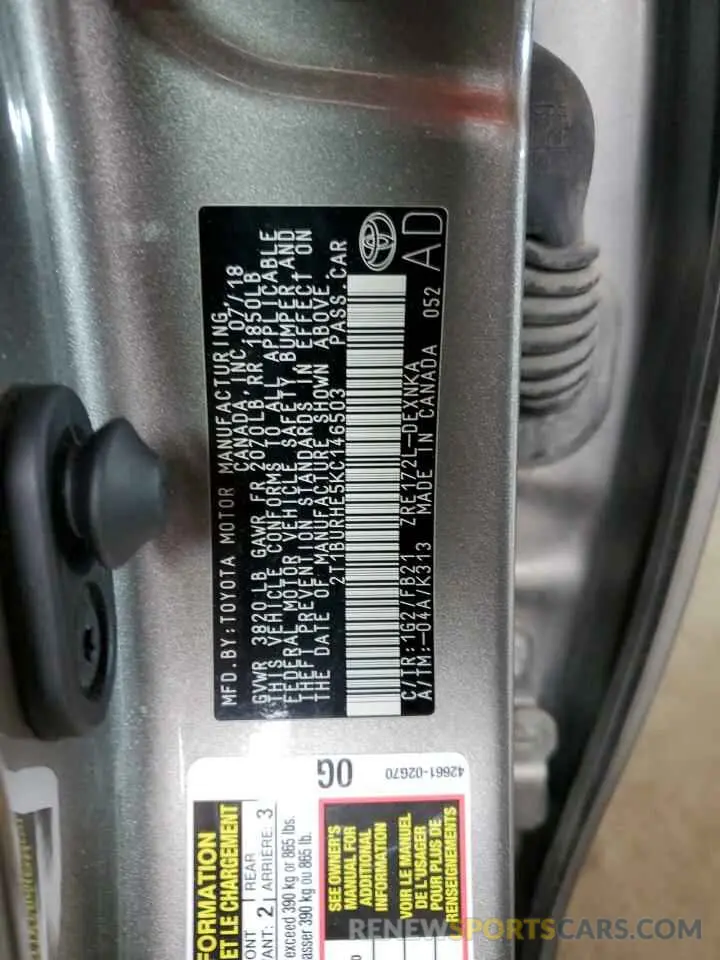 MFD.BY:TOYOTA MOTOR MANUFACTURING,
CANADA,INC. 07/18
GVWR 3820LB GAWR FR 2070LB RR 1850LB
THIS VEHICLE CONFORMS TO ALL APPLICABLE
FEDERAL MOTOR VEHICLE SAFETY, BUMPER AND
THEFT PREVENTION STANDARDS IN EFFECT ON
THE DATE OF MANUFACTURE SHOWN ABOVE.
2T1BURHE5KC146503 PASS.CAR
C/TR:1G2/FB21 ZRE172L-DEXNKA
A/TM:-04A/K313 MADE IN CANADA 052
AD
0G
42661-02G70
FORMATION
ET LE CHARGEMENT
ONT REAR
VANT: 2 ARRIÈRE: 3
exceed 390 kg or 865 lbs.
asser 390 kg ou 865 lb.
SEE OWNER'S
MANUAL FOR
ADDITIONAL
INFORMATION
VOIR LE MANUEL
DE L'USAGER
POUR PLUS DE
RENSEIGNEMENTS
RENEWSPORTSCARS.COM